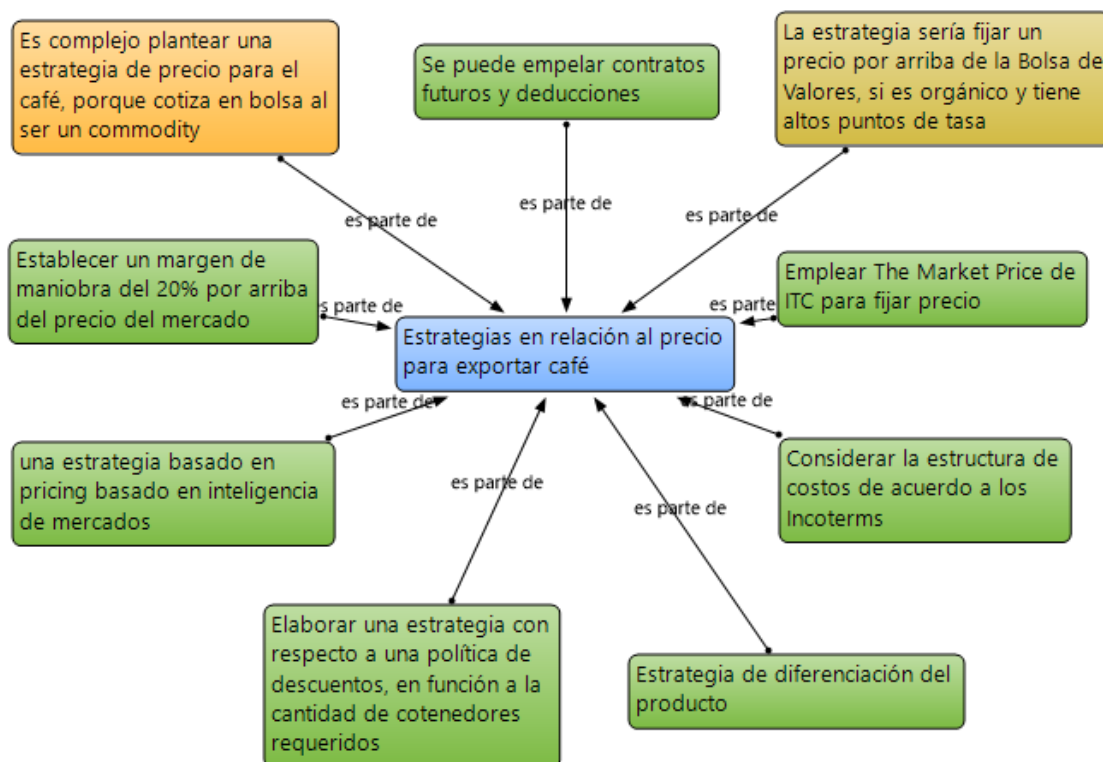 Es complejo plantear una
estrategia de precio para el
café, porque cotiza en bolsa al
ser un commodity
Se puede empelar contratos
futuros y deducciones
La estrategia sería fijar un
precio por arriba de la Bolsa de
Valores, si es orgánico y tiene
altos puntos de tasa
es parte de
es parte de
es parte de
Establecer un margen de
maniobra del 20% por arriba
del precio del mercado
es parte de
Estrategias en relación al precio
para exportar café
es parte de
Emplear The Market Price de
ITC para fijar precio
es parte de
es parte de
una estrategia basado en
pricing basado en inteligencia
de mercados
es parte de
es parte de
Considerar la estructura de
costos de acuerdo a los
Incoterms
Elaborar una estrategia con
respecto a una política de
descuentos, en función a la
cantidad de cotenedores
requeridos
Estrategia de diferenciación del
producto